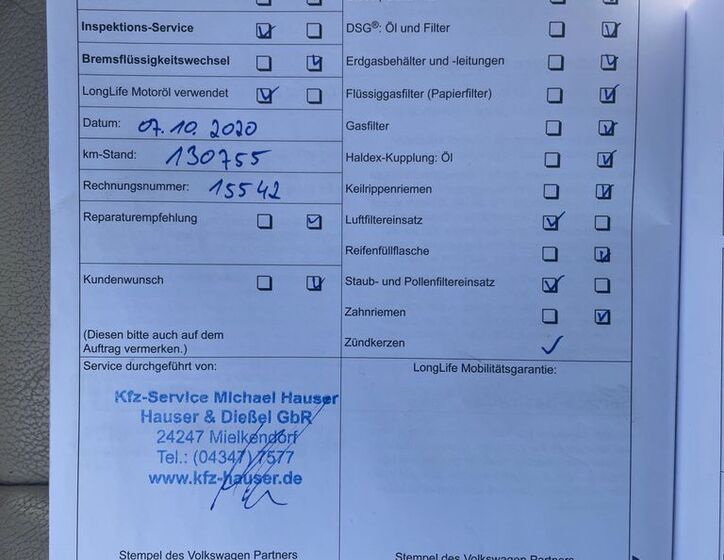 Inspektions-Service
Bremsflüssigkeitswechsel
LongLife Motoröl verwendet
Datum: 07.10.2020
km-Stand: 130755
Rechnungsnummer: 15542
Reparaturempfehlung
Kundenwunsch
(Diesen bitte auch auf dem
Auftrag vermerken.)
Service durchgeführt von:
Kfz-Service Michael Hauser
Hauser & Dießel GbR
24247 Mielkendorf
Tel.: (04347) 7577
www.kfz-hauser.de
Stempel des Volkswagen Partners
DSG®: Öl und Filter
Erdgasbehälter und -leitungen
Flüssiggasfilter (Papierfilter)
Gasfilter
Haldex-Kupplung: Öl
Keilrippenriemen
Luftfiltereinsatz
Reifenfüllflasche
Staub- und Pollenfiltereinsatz
Zahnriemen
Zündkerzen
LongLife Mobilitätsgarantie:
Stempel des Volkswagen Partners